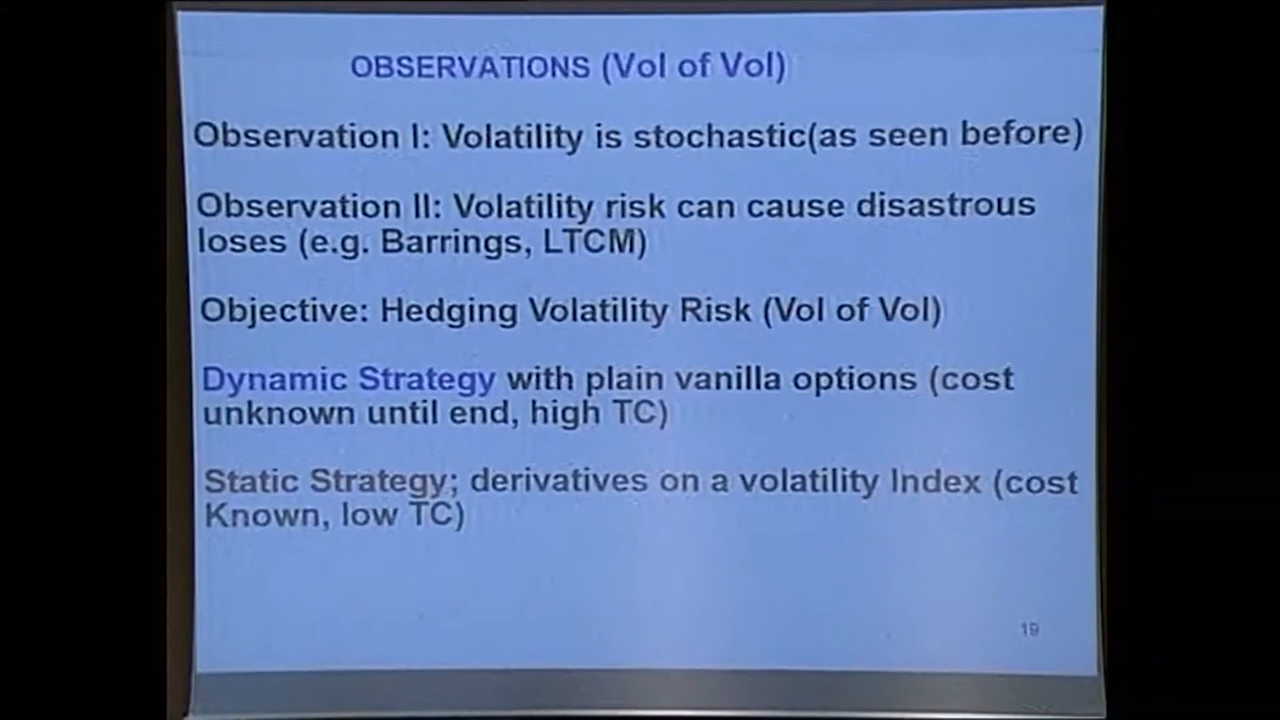 OBSERVATIONS (Vol of Vol)
Observation I: Volatility is stochastic(as seen before)
Observation II: Volatility risk can cause disastrous
loses (e.g. Barrings, LTCM)
Objective: Hedging Volatility Risk (Vol of Vol)
Dynamic Strategy with plain vanilla options (cost
unknown until end, high TC)
Static Strategy; derivatives on a volatility Index (cost
Known, low TC)
19